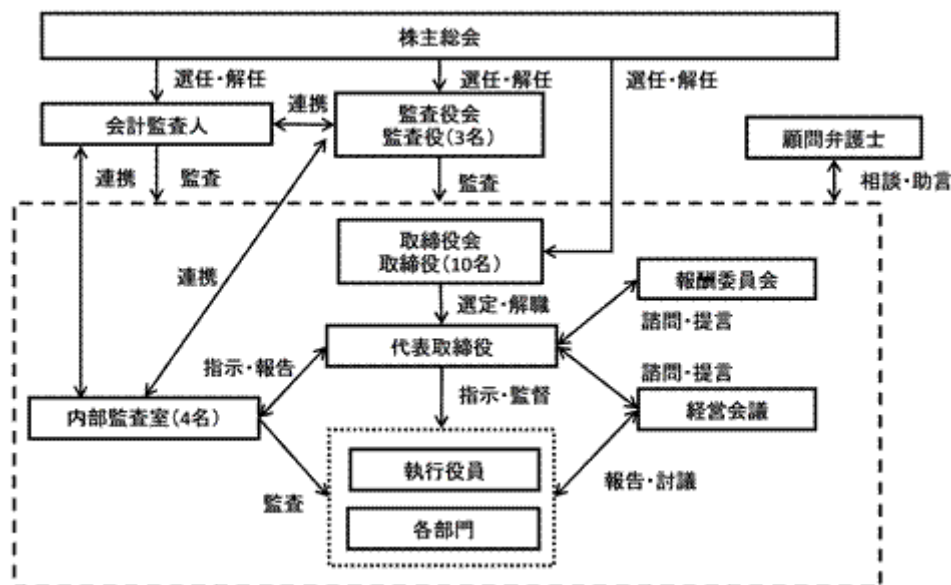 株主総会
選任・解任
選任・解任
選任・解任
会計監査人
連携
監査役会
監査役(3名)
顧問弁護士
連携
監査
監査
相談・助言
取締役会
取締役(10名)
連携
選定・解職
報酬委員会
諮問・提言
代表取締役
指示・報告
諮問・提言
指示・監督
内部監査室(4名)
経営会議
執行役員
報告・討議
監査
各部門